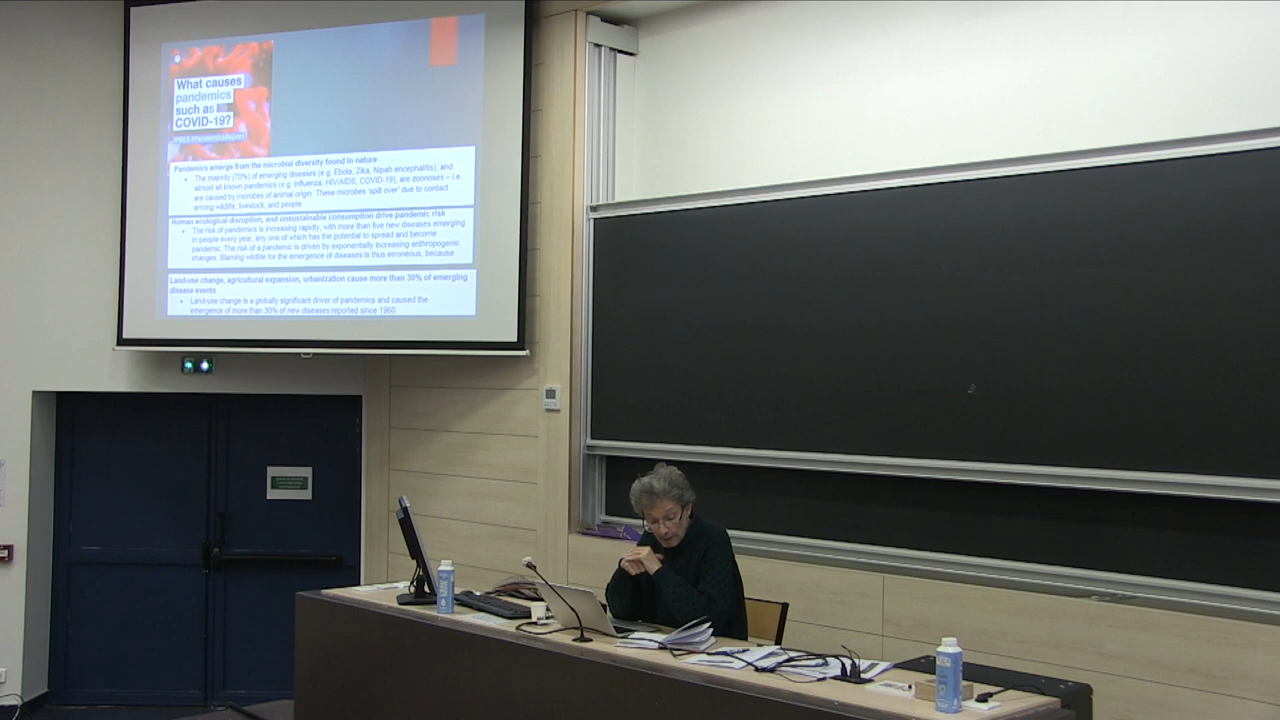 What causes
pandemics
such as
COVID-19?
IPBES #PandemicsReport
Pandemics emerge from the microbial diversity found in nature
• The majority (70%) of emerging diseases (e.g. Ebola, Zika, Nipah encephalitis), and
almost all known pandemics (e.g. influenza, HIV/AIDS, COVID-19), are zoonoses – i.e.
are caused by microbes of animal origin. These microbes 'spill over' due to contact
among wildlife, livestock, and people.
Human ecological disruption, and unsustainable consumption drive pandemic risk
• The risk of pandemics is increasing rapidly, with more than five new diseases emerging
in people every year, any one of which has the potential to spread and become
pandemic. The risk of a pandemic is driven by exponentially increasing anthropogenic
changes. Blaming wildlife for the emergence of diseases is thus erroneous, because
Land-use change, agricultural expansion, urbanization cause more than 30% of emerging
disease events
• Land-use change is a globally significant driver of pandemics and caused the
emergence of more than 30% of new diseases reported since 1960